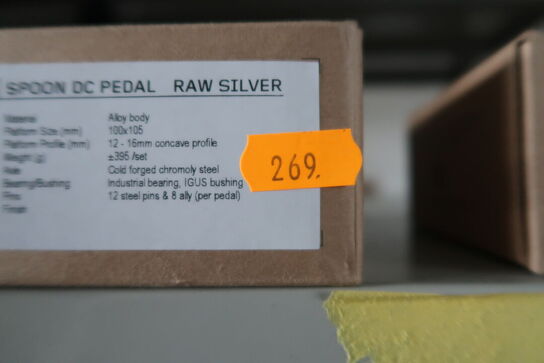 SPOON DC PEDAL RAW SILVER
Material Alloy body
Platform Size (mm) 100x105
Platform Profile (mm) 12 - 16mm concave profile
Weight (g) ±395 /set
Axle Cold forged chromoly steel
Bearing/Bushing Industrial bearing, IGUS bushing
Pins 12 steel pins & 8 ally (per pedal)
Finish
269.